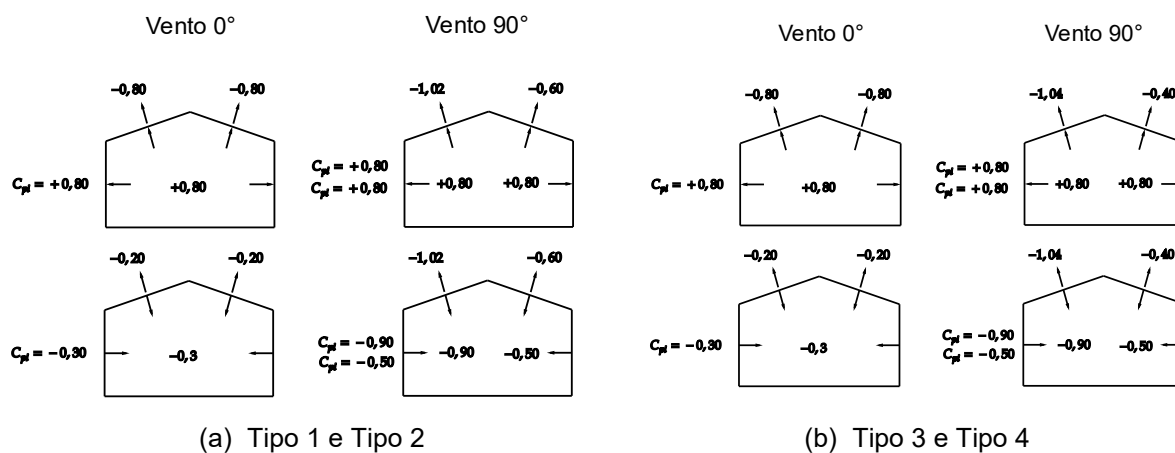 Vento 0°
Vento 90°
Vento 0°
Vento 90°
−0,80
−0,80
−1,02
−0,60
−0,80
−0,80
−1,04
−0,40
C_pi = +0,80
+0,80
C_pi = +0,80
C_pi = +0,80
+0,80
+0,80
C_pi = +0,80
+0,80
C_pi = +0,80
C_pi = +0,80
+0,80
+0,80
−0,20
−0,20
−1,02
−0,60
−0,20
−0,20
−1,04
−0,40
C_pi = −0,30
−0,3
C_pi = −0,90
C_pi = −0,50
−0,90
−0,50
C_pi = −0,30
−0,3
C_pi = −0,90
C_pi = −0,50
−0,90
−0,50
(a) Tipo 1 e Tipo 2
(b) Tipo 3 e Tipo 4